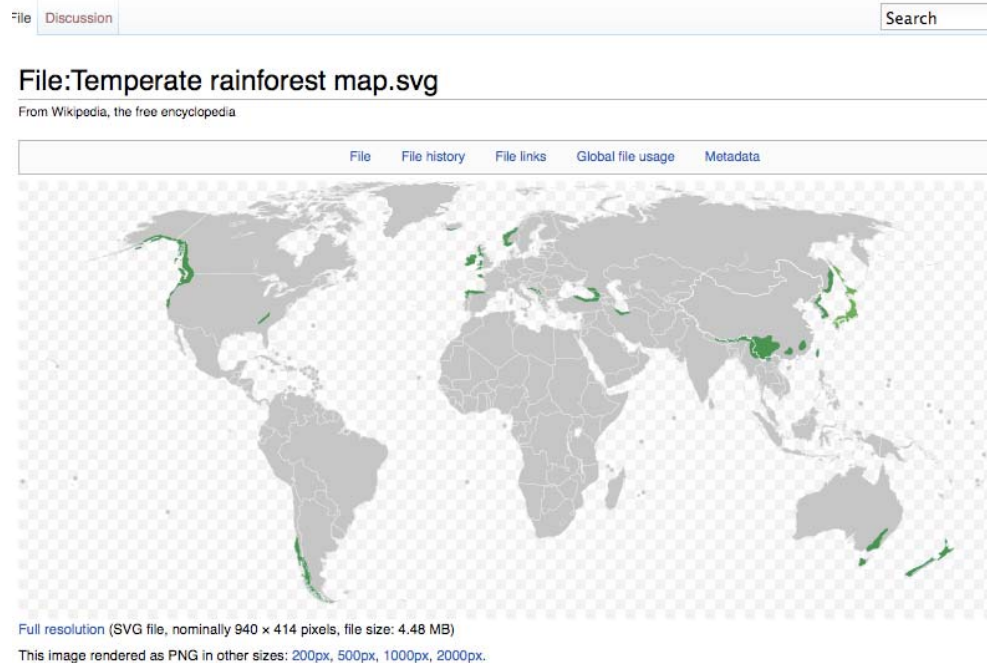 File Discussion
Search
File:Temperate rainforest map.svg
From Wikipedia, the free encyclopedia
File File history File links Global file usage Metadata
Full resolution (SVG file, nominally 940 × 414 pixels, file size: 4.48 MB)
This image rendered as PNG in other sizes: 200px, 500px, 1000px, 2000px.